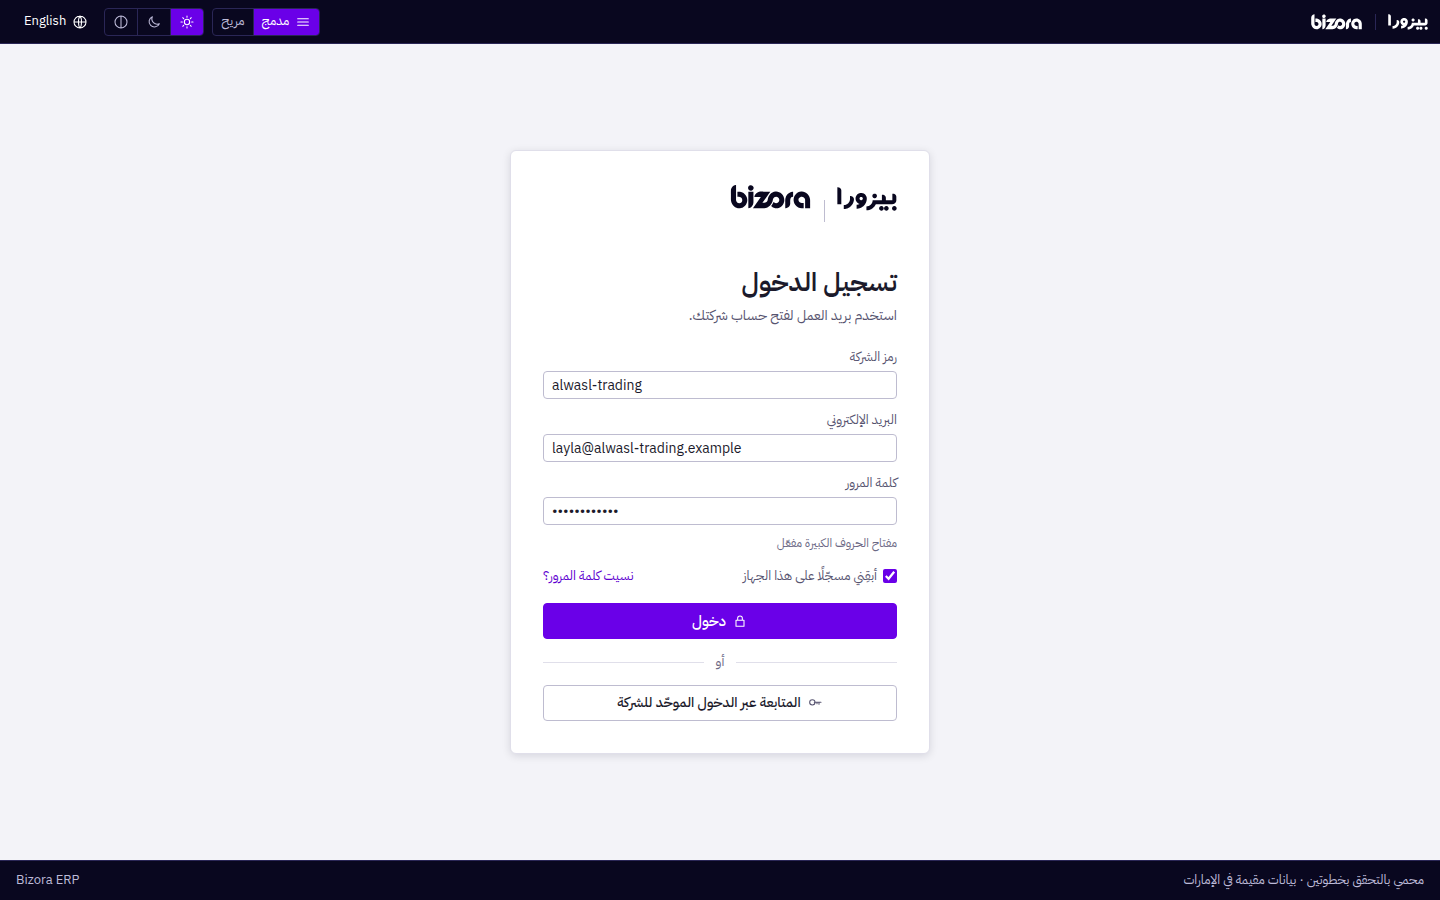 بيزورا | bizora
مدمج مريح
English
بيزورا | bizora
تسجيل الدخول
استخدم بريد العمل لفتح حساب شركتك.
رمز الشركة
alwasl-trading
البريد الإلكتروني
layla@alwasl-trading.example
كلمة المرور
••••••••••••
مفتاح الحروف الكبيرة مفعّل
أبقِني مسجّلًا على هذا الجهاز
نسيت كلمة المرور؟
دخول
أو
المتابعة عبر الدخول الموحّد للشركة
محمي بالتحقق بخطوتين · بيانات مقيمة في الإمارات
Bizora ERP